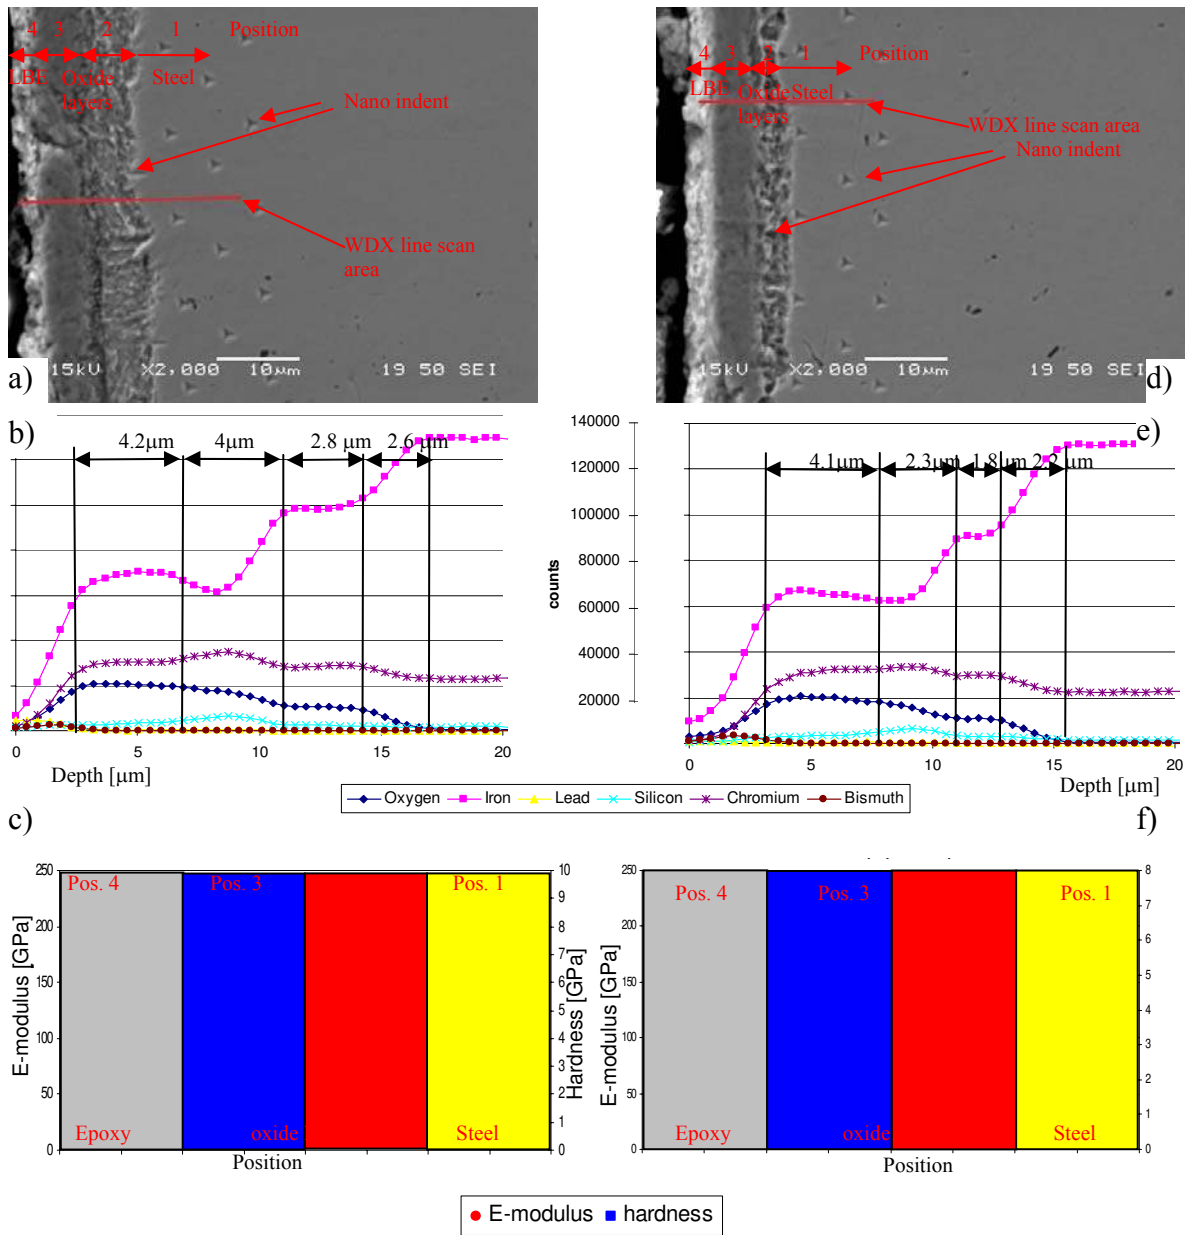 4 3 2 1 Position
LBE Oxide layers Steel
Nano indent
WDX line scan area
15kV X2,000 10µm 19 50 SEI
a)
4 3 2 1 Position
LBE Oxide layers Steel
WDX line scan area
Nano indent
15kV X2,000 10µm 19 50 SEI
d)
b)
4.2µm 4µm 2.8 µm 2.6 µm
0 5 10 15 20
Depth [µm]
e)
140000
120000
100000
80000
60000
40000
20000
counts
4.1µm 2.3µm 1.8µm 2.2 µm
0 5 10 15 20
Depth [µm]
Oxygen Iron Lead Silicon Chromium Bismuth
c)
E-modulus [GPa]
250
200
150
100
50
0
Pos. 4 Pos. 3 Pos. 1
Epoxy oxide Steel
10
9
8
7
6
5
4
3
2
1
0
Hardness [GPa]
Position
f)
E-modulus [GPa]
250
200
150
100
50
0
Pos. 4 Pos. 3 Pos. 1
Epoxy oxide Steel
8
7
6
5
4
3
2
1
0
Position
E-modulus hardness